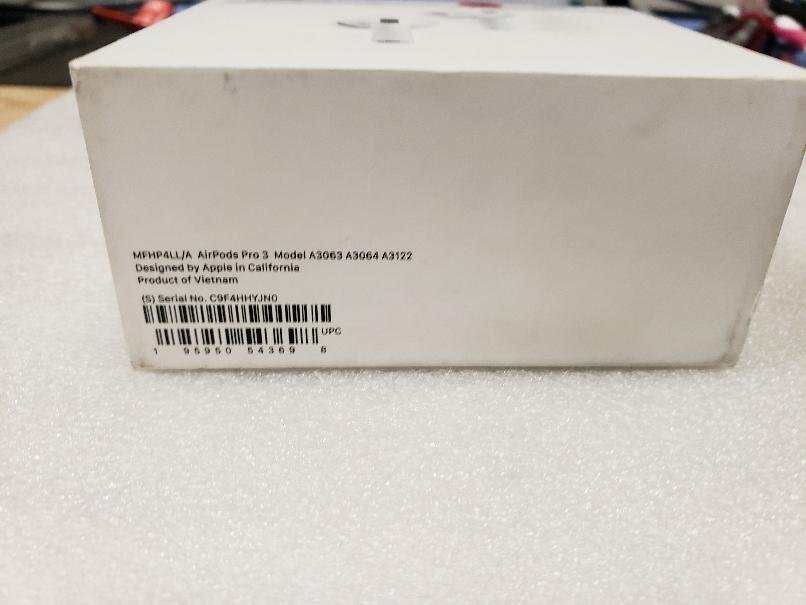 MFHP4LL/A AirPods Pro 3 Model A3063 A3064 A3122
Designed by Apple in California
Product of Vietnam
(S) Serial No. C9F4HHYJN0
UPC
1 95950 54369 8